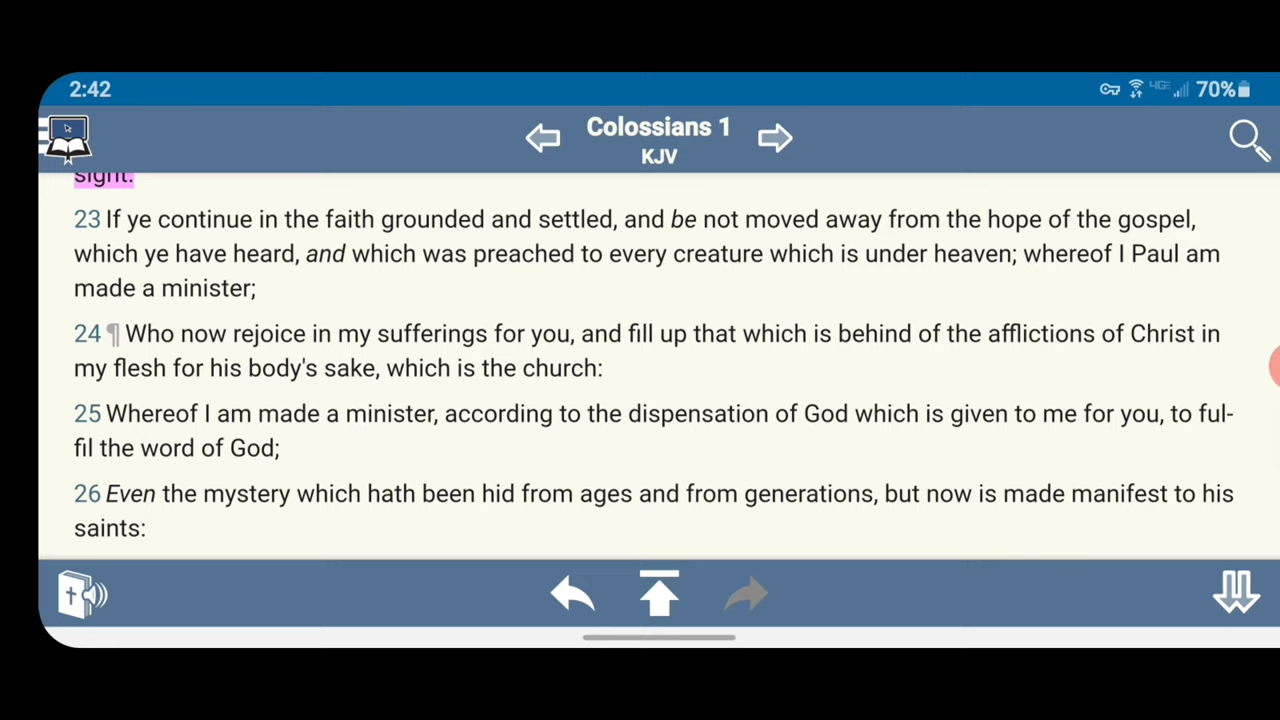 2:42
4G
70%
Colossians 1
KJV
sight:
23 If ye continue in the faith grounded and settled, and be not moved away from the hope of the gospel,
which ye have heard, and which was preached to every creature which is under heaven; whereof I Paul am
made a minister;
24 ¶ Who now rejoice in my sufferings for you, and fill up that which is behind of the afflictions of Christ in
my flesh for his body's sake, which is the church:
25 Whereof I am made a minister, according to the dispensation of God which is given to me for you, to ful-
fil the word of God;
26 Even the mystery which hath been hid from ages and from generations, but now is made manifest to his
saints: